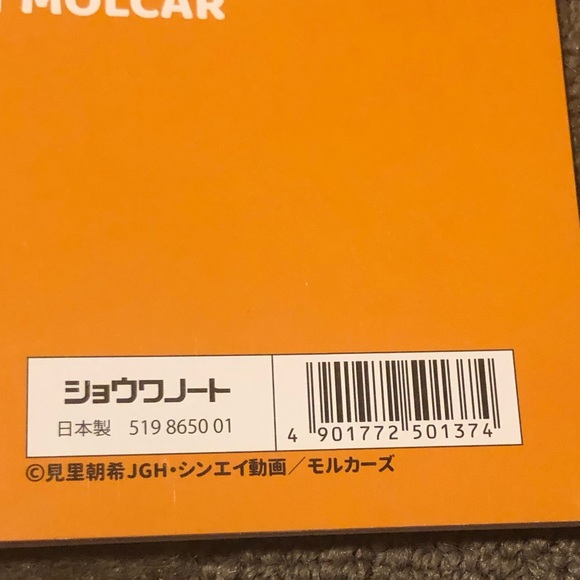 MOLCAR
ショウワノート
日本製 519 8650 01
4 901772 501374
©見里朝希JGH・シンエイ動画／モルカーズ